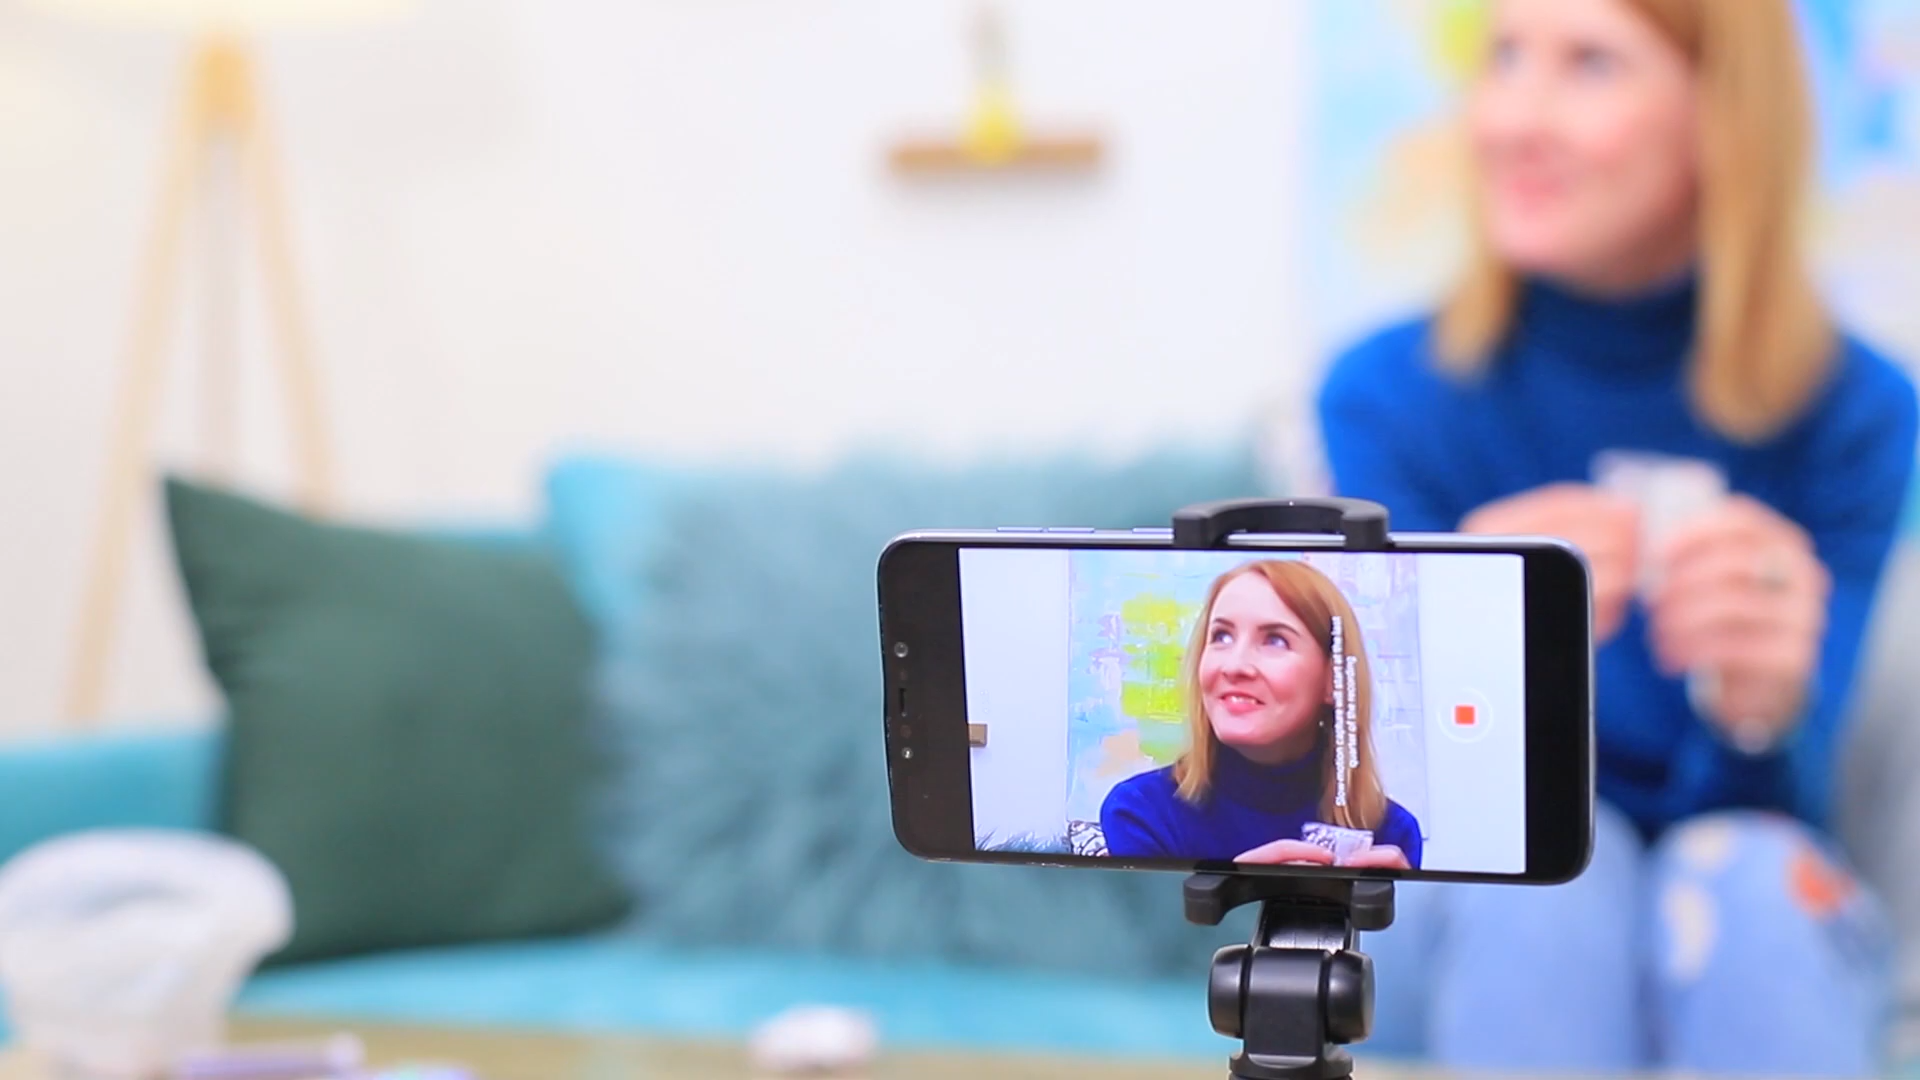 Slow motion capture will start at the last
quarter of the recording